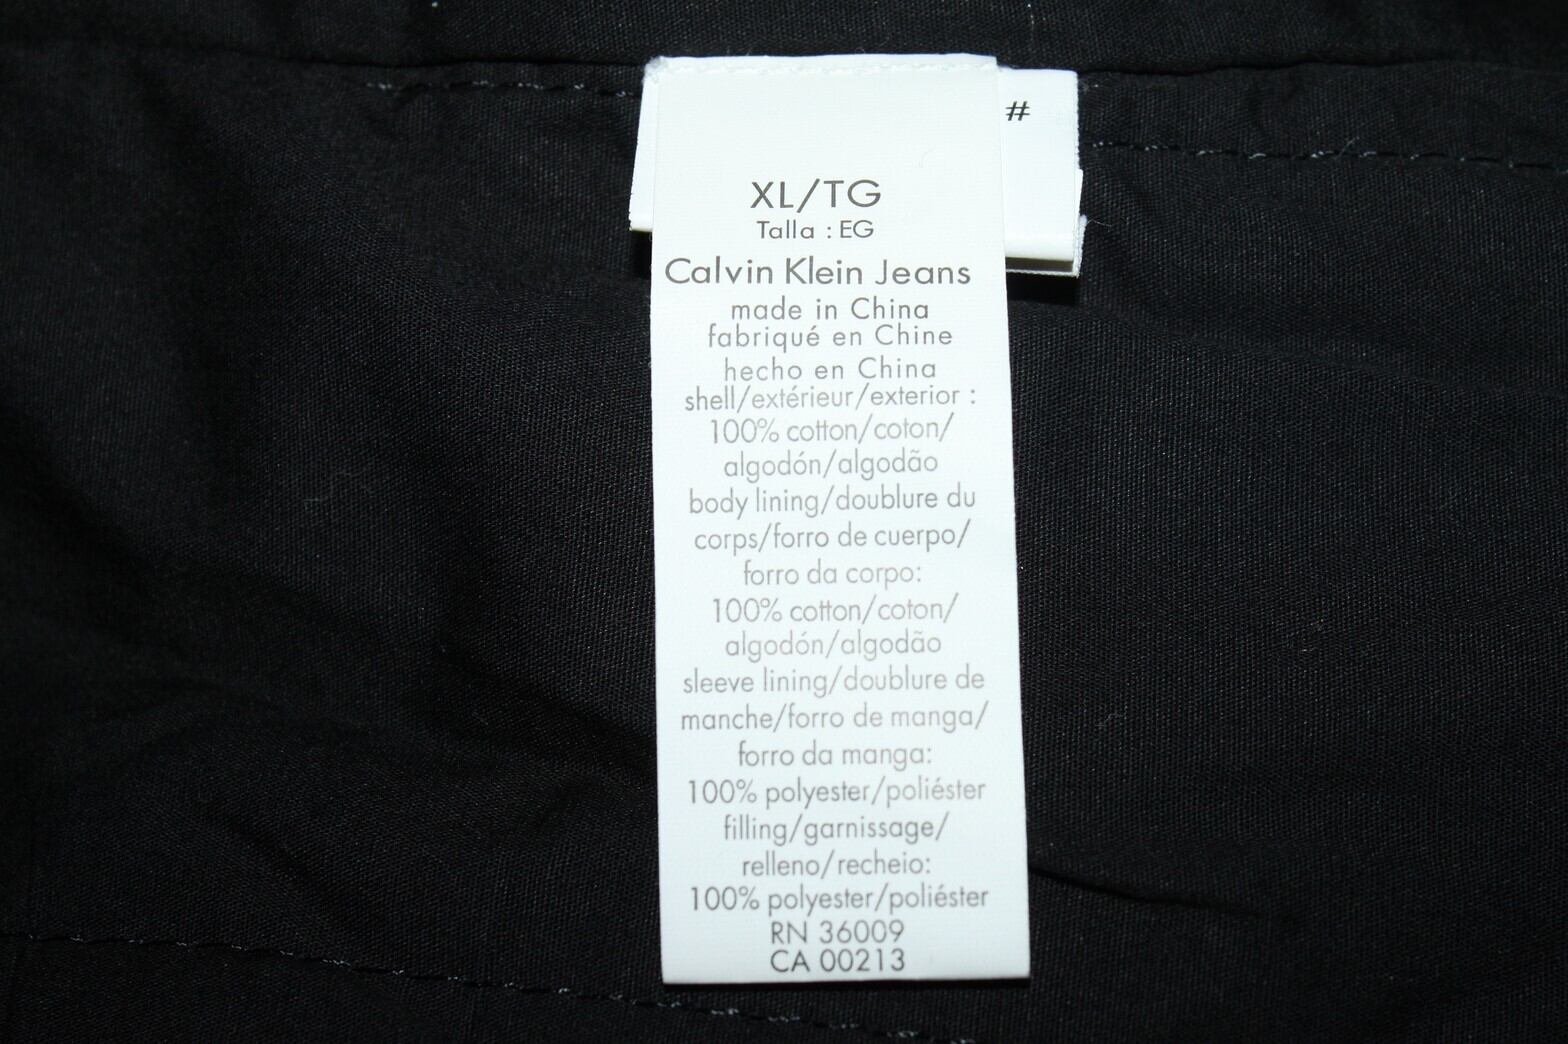 #
XL/TG
Talla : EG
Calvin Klein Jeans
made in China
fabriqué en Chine
hecho en China
shell/extérieur/exterior :
100% cotton/coton/
algodón/algodão
body lining/doublure du
corps/forro de cuerpo/
forro da corpo:
100% cotton/coton/
algodón/algodão
sleeve lining/doublure de
manche/forro de manga/
forro da manga:
100% polyester/poliéster
filling/garnissage/
relleno/recheio:
100% polyester/poliéster
RN 36009
CA 00213